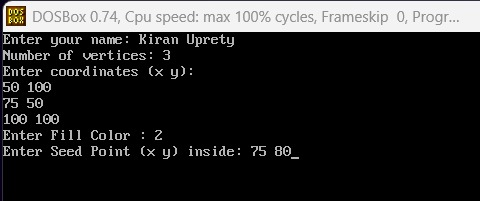 DOS BOX
DOSBox 0.74, Cpu speed: max 100% cycles, Frameskip 0, Progr...
Enter your name: Kiran Uprety
Number of vertices: 3
Enter coordinates (x y):
50 100
75 50
100 100
Enter Fill Color : 2
Enter Seed Point (x y) inside: 75 80_